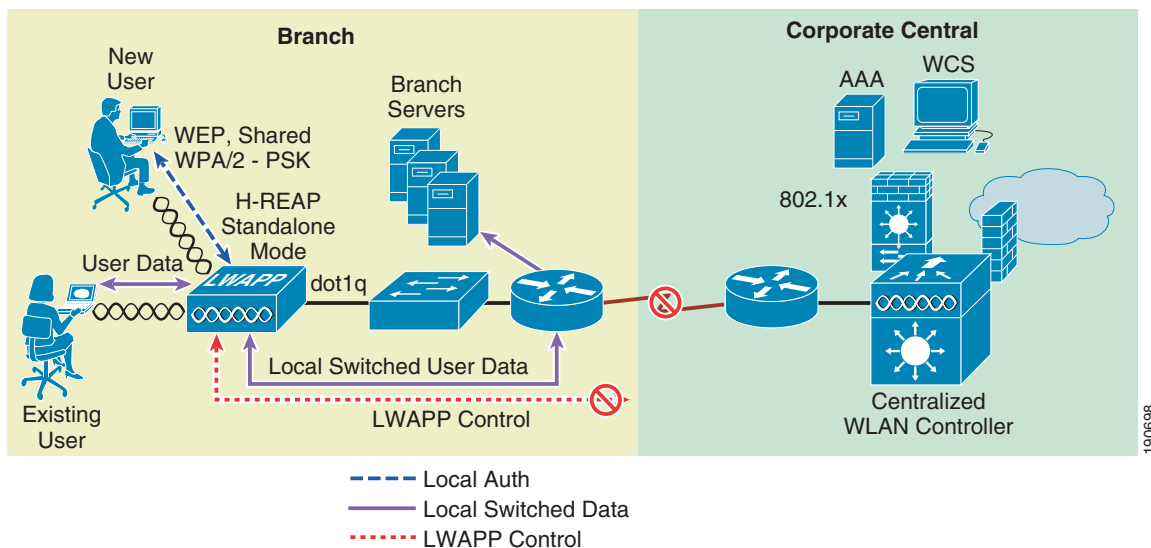 Branch
Corporate Central
New
User
WEP, Shared
WPA/2 - PSK
Branch
Servers
AAA
WCS
802.1x
H-REAP
Standalone
Mode
User Data
LWAPP
dot1q
Local Switched User Data
LWAPP Control
Existing
User
Centralized
WLAN Controller
190698
Local Auth
Local Switched Data
LWAPP Control